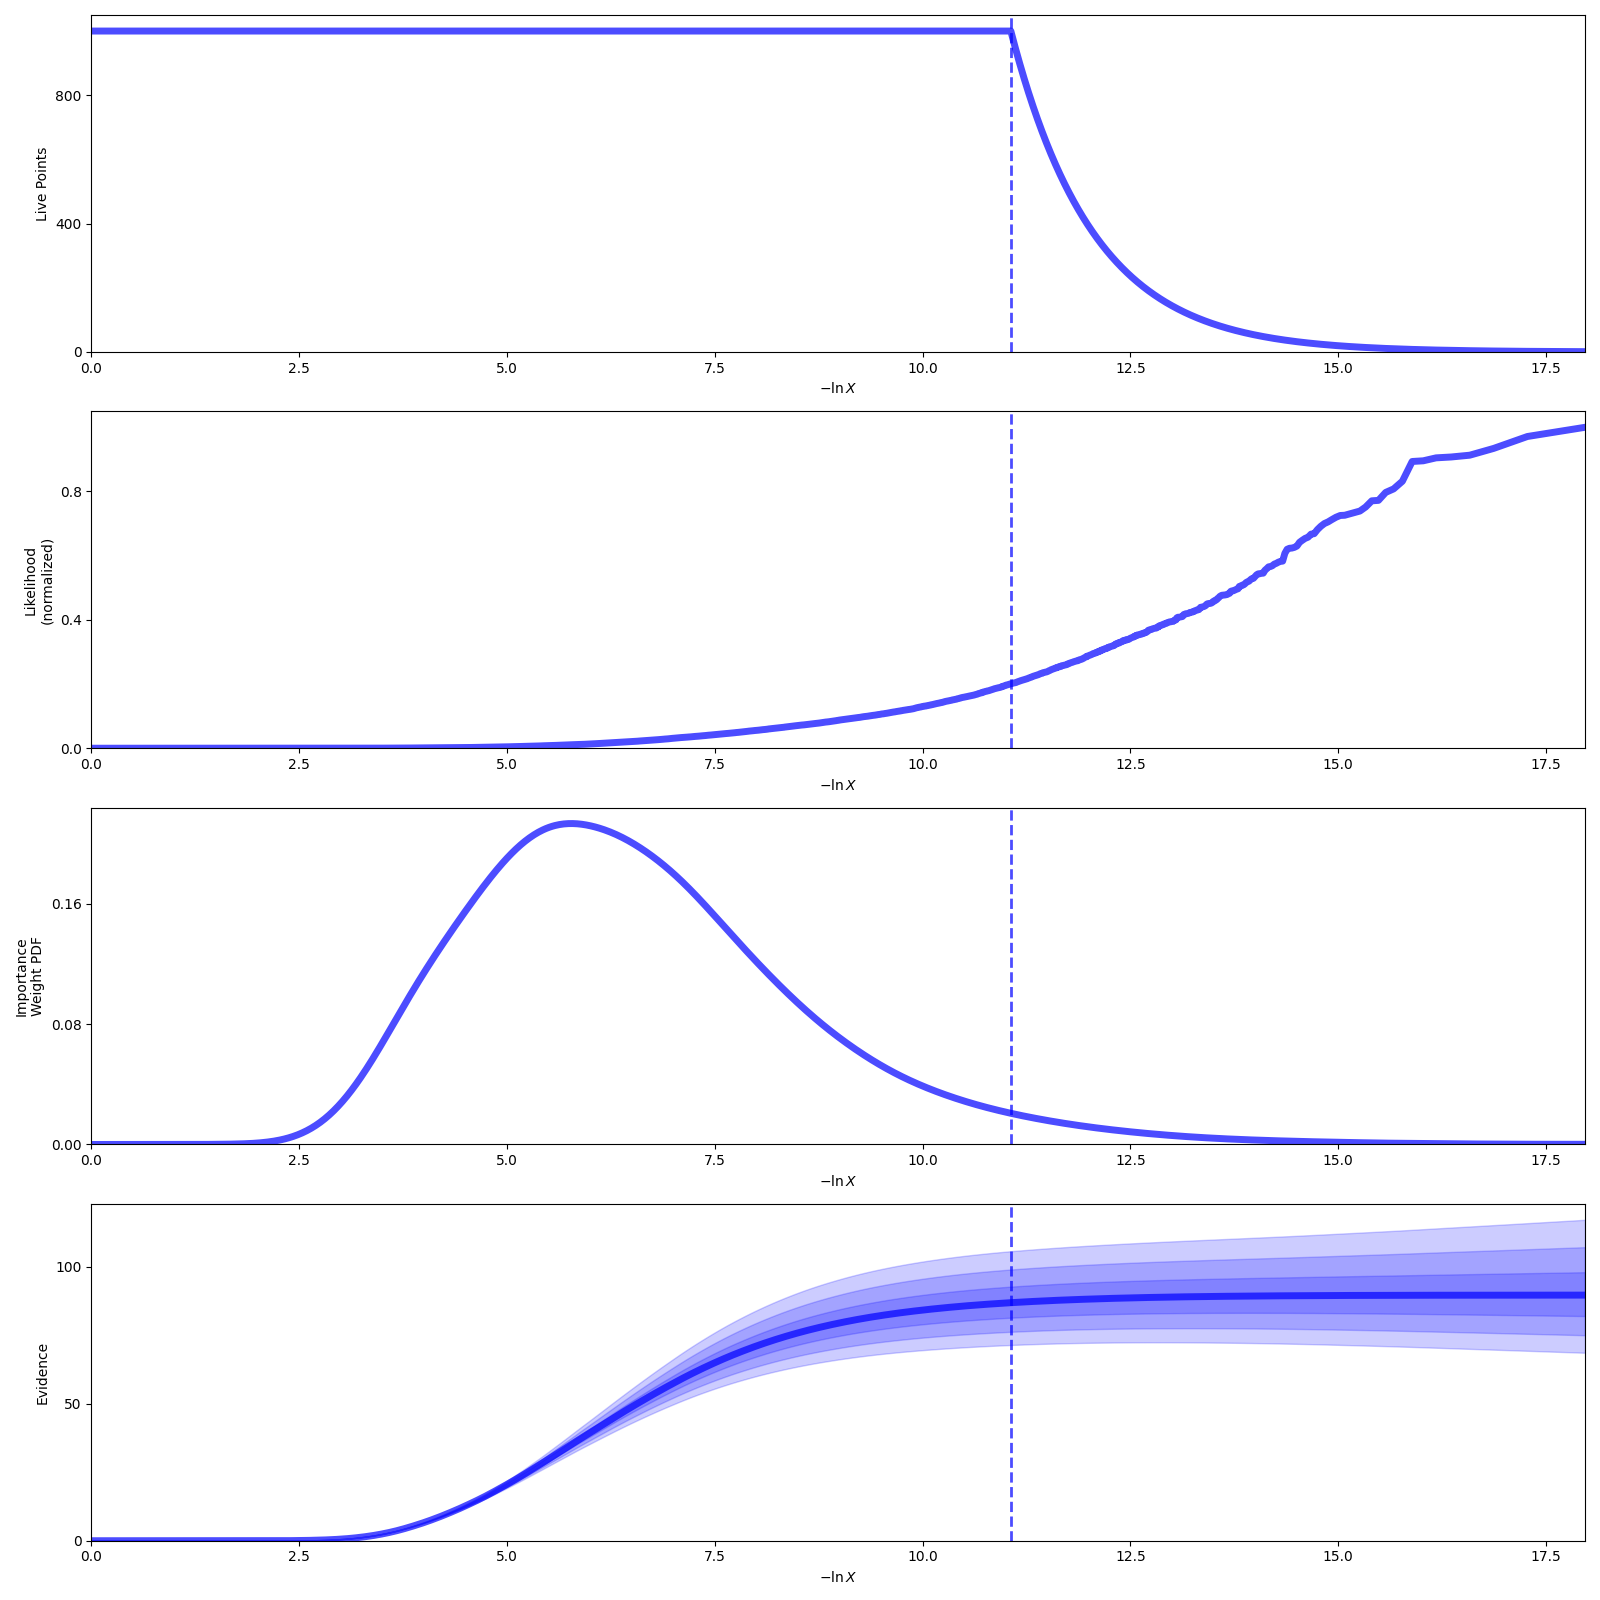 800
400
0
Live Points
0.0 2.5 5.0 7.5 10.0 12.5 15.0 17.5
−ln X
0.8
0.4
0.0
Likelihood
(normalized)
0.0 2.5 5.0 7.5 10.0 12.5 15.0 17.5
−ln X
0.16
0.08
0.00
Importance
Weight PDF
0.0 2.5 5.0 7.5 10.0 12.5 15.0 17.5
−ln X
100
50
0
Evidence
0.0 2.5 5.0 7.5 10.0 12.5 15.0 17.5
−ln X